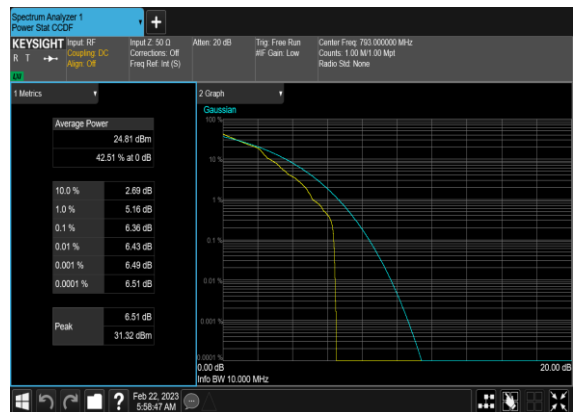 Spectrum Analyzer 1
Power Stat CCDF
KEYSIGHT Input: RF Input Z: 50 Ω Atten: 20 dB Trig: Free Run Center Freq: 793.000000 MHz
R T Coupling: DC Corrections: Off #IF Gain: Low Counts: 1.00 M/1.00 Mpt
Align: Off Freq Ref: Int (S) Radio Std: None
LW
1 Metrics
Average Power
24.81 dBm
42.51 % at 0 dB
10.0 % 2.69 dB
1.0 % 5.16 dB
0.1 % 6.36 dB
0.01 % 6.43 dB
0.001 % 6.49 dB
0.0001 % 6.51 dB
Peak 6.51 dB
31.32 dBm
2 Graph
Gaussian
100 %
10 %
1 %
0.1 %
0.01 %
0.001 %
0.0001 %
0.00 dB 20.00 dB
Info BW 10.000 MHz
? Feb 22, 2023
5:58:47 AM